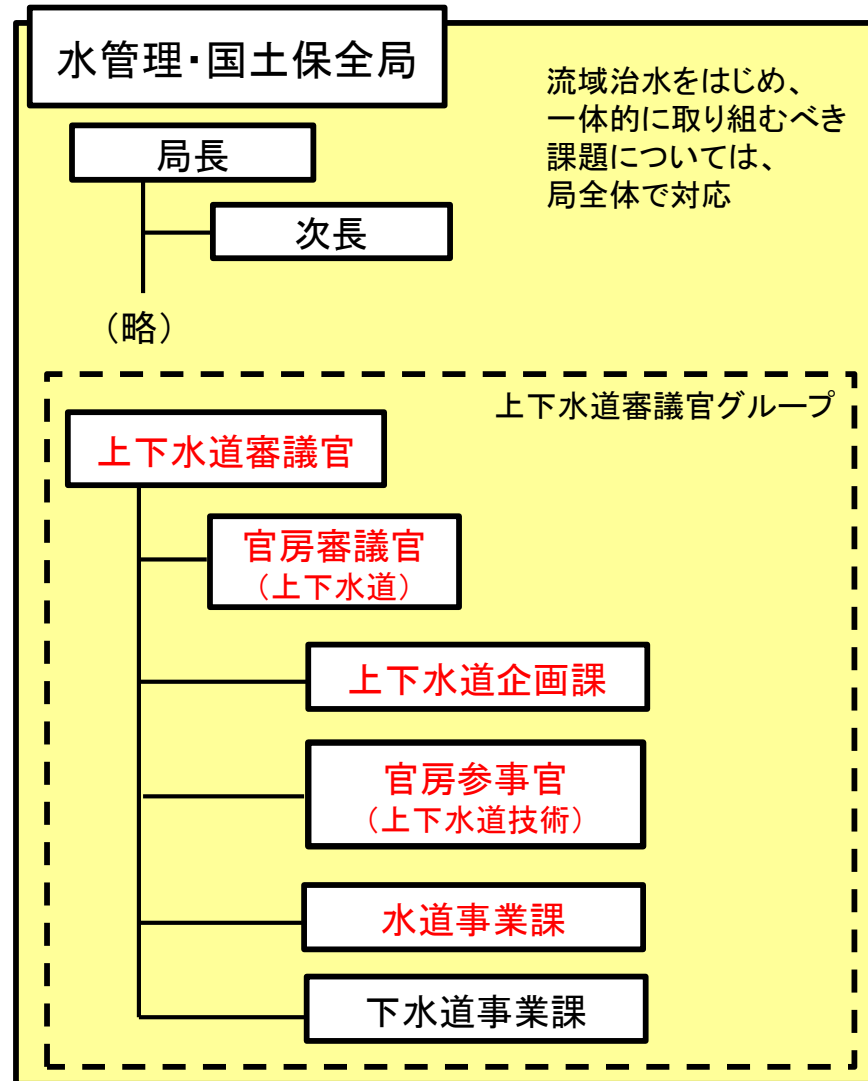 水管理・国土保全局
流域治水をはじめ、
一体的に取り組むべき
課題については、
局全体で対応
局長
次長
（略）
上下水道審議官グループ
上下水道審議官
官房審議官
（上下水道）
上下水道企画課
官房参事官
（上下水道技術）
水道事業課
下水道事業課